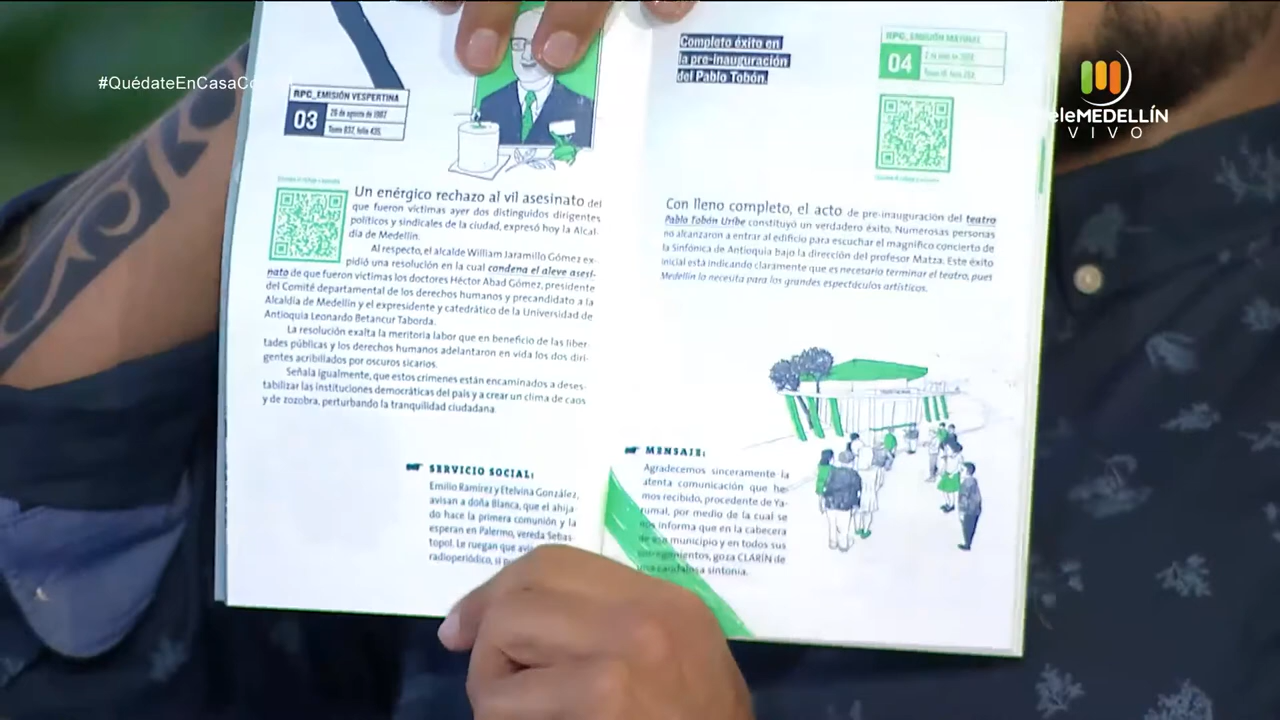 #QuédateEnCasaCo
teleMEDELLÍN
VIVO
RPC_EMISIÓN VESPERTINA
03
26 de agosto de 1987
Tomo 837, folio 435.
Un enérgico rechazo al vil asesinato del
que fueron víctimas ayer dos distinguidos dirigentes
políticos y sindicales de la ciudad, expresó hoy la Alcal-
día de Medellín.
Al respecto, el alcalde William Jaramillo Gómez ex-
pidió una resolución en la cual condena el aleve asesi-
nato de que fueron víctimas los doctores Héctor Abad Gómez, presidente
del Comité departamental de los derechos humanos y precandidato a la
Alcaldía de Medellín y el expresidente y catedrático de la Universidad de
Antioquia Leonardo Betancur Taborda.
La resolución exalta la meritoria labor que en beneficio de las liber-
tades públicas y los derechos humanos adelantaron en vida los dos diri-
gentes acribillados por oscuros sicarios.
Señala igualmente, que estos crímenes están encaminados a deses-
tabilizar las instituciones democráticas del país y a crear un clima de caos
y de zozobra, perturbando la tranquilidad ciudadana
SERVICIO SOCIAL:
Emilio Ramírez y Etelvina González,
avisan a doña Blanca, que el ahija-
do hace la primera comunión y la
esperan en Palermo, vereda Sebas-
topol. Le ruegan que
radioperiódico, si
Completo éxito en
la pre-inauguración
del Pablo Tobón.
RPC_EMISIÓN MATINAL
04
Con lleno completo, el acto de pre-inauguración del teatro
Pablo Tobón Uribe constituyó un verdadero éxito. Numerosas personas
no alcanzaron a entrar al edificio para escuchar el magnífico concierto de
la Sinfónica de Antioquia bajo la dirección del profesor Matza. Este éxito
inicial está indicando claramente que es necesario terminar el teatro, pues
Medellín lo necesita para los grandes espectáculos artísticos.
MENSAJE:
Agradecemos sinceramente la
atenta comunicación que he-
mos recibido, procedente de Ya-
rumal, por medio de la cual se
nos informa que en la cabecera
de ese municipio y en todos sus
corregimientos, goza CLARÍN de
una caudalosa sintonía.